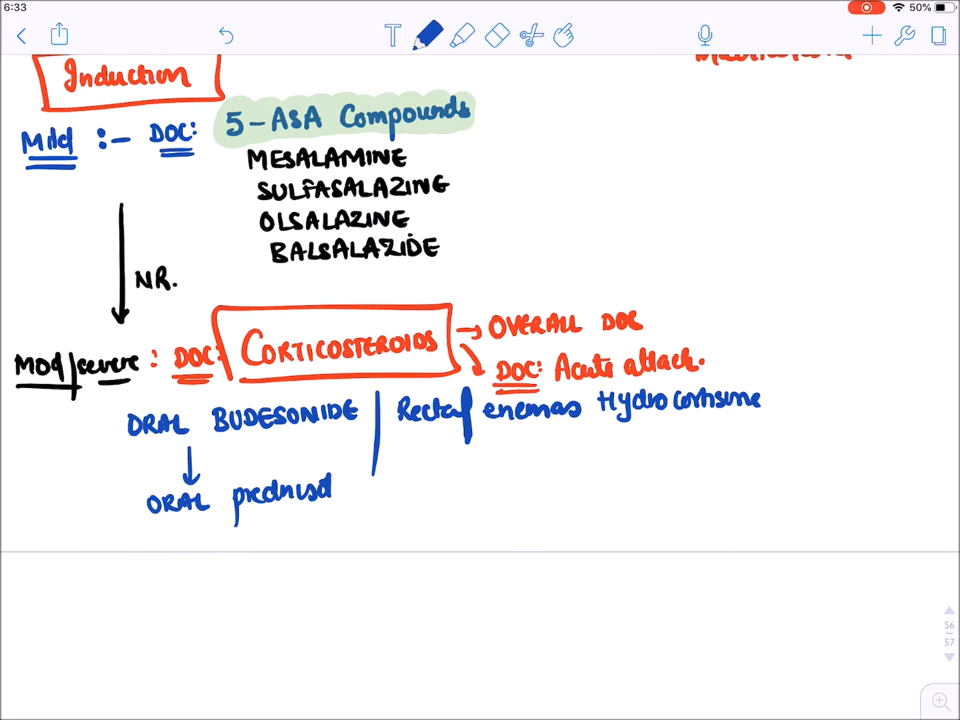 6:33
50%
T
Induction
Mild :- DOC: 5-ASA Compounds
MESALAMINE
SULFASALAZING
OLSALAZINE
BALSALAZIDE
NR.
Mod/severe : DOC: CORTICOSTEROIDS → OVERALL DOC
DOC: Acute attack.
ORAL BUDESONIDE | Rectal enemas Hydrocortisone
ORAL prednisol
56
57